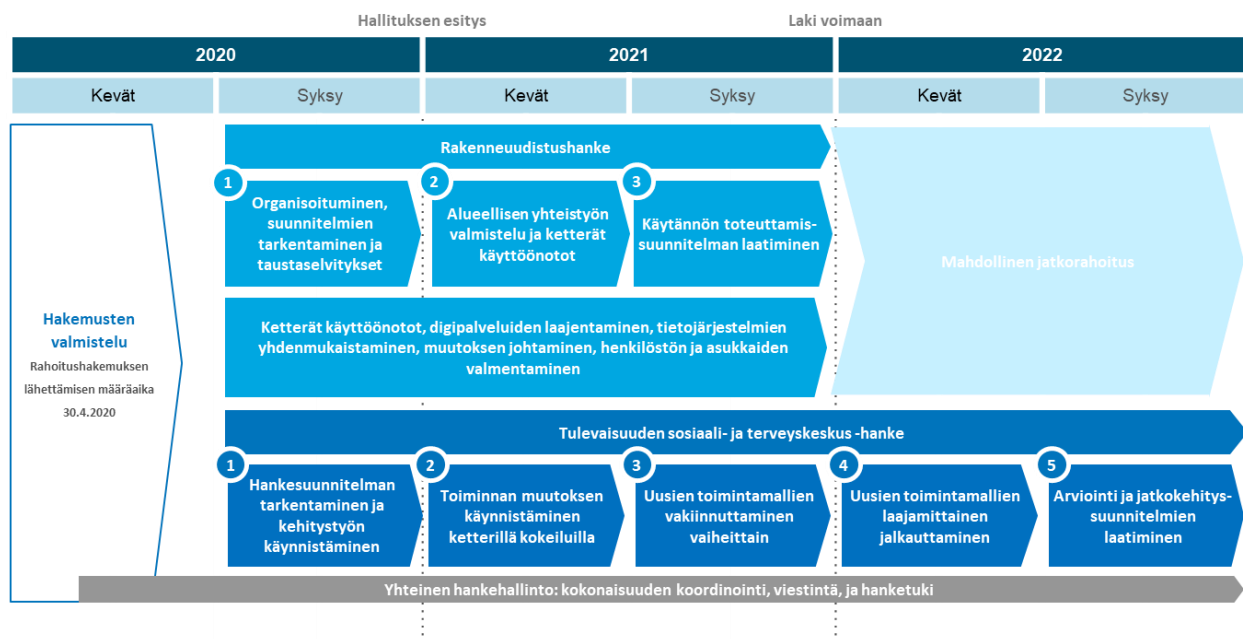 Hallituksen esitys
Laki voimaan
2020
2021
2022
Kevät
Syksy
Kevät
Syksy
Kevät
Syksy
Hakemusten
valmistelu
Rahoitushakemuksen
lähettämisen määräaika
30.4.2020
Rakenneuudistushanke
1
Organisoituminen,
suunnitelmien
tarkentaminen ja
taustaselvitykset
2
Alueellisen yhteistyön
valmistelu ja ketterät
käyttöönotot
3
Käytännön toteuttamis-
suunnitelman laatiminen
Mahdollinen jatkorahoitus
Ketterät käyttöönotot, digipalveluiden laajentaminen, tietojärjestelmien
yhdenmukaistaminen, muutoksen johtaminen, henkilöstön ja asukkaiden
valmentaminen
Tulevaisuuden sosiaali- ja terveyskeskus -hanke
1
Hankesuunnitelman
tarkentaminen ja
kehitystyön
käynnistäminen
2
Toiminnan muutoksen
käynnistäminen
ketterillä kokeiluilla
3
Uusien toimintamallien
vakiinnuttaminen
vaiheittain
4
Uusien toimintamallien
laajamittainen
jalkauttaminen
5
Arviointi ja jatkokehitys-
suunnitelmien
laatiminen
Yhteinen hankehallinto: kokonaisuuden koordinointi, viestintä, ja hanketuki